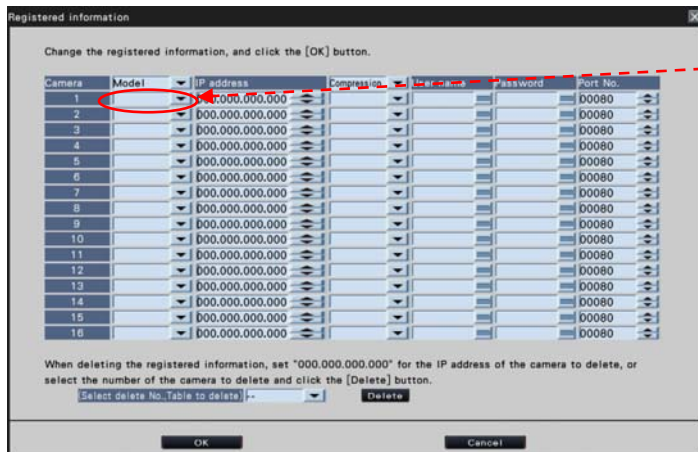 Registered information
Change the registered information, and click the [OK] button.
Camera Model IP address Compression User name Password Port No.
1 000.000.000.000 00080
2 000.000.000.000 00080
3 000.000.000.000 00080
4 000.000.000.000 00080
5 000.000.000.000 00080
6 000.000.000.000 00080
7 000.000.000.000 00080
8 000.000.000.000 00080
9 000.000.000.000 00080
10 000.000.000.000 00080
11 000.000.000.000 00080
12 000.000.000.000 00080
13 000.000.000.000 00080
14 000.000.000.000 00080
15 000.000.000.000 00080
16 000.000.000.000 00080
When deleting the registered information, set "000.000.000.000" for the IP address of the camera to delete, or
select the number of the camera to delete and click the [Delete] button.
(Select delete No.,Table to delete) -- Delete
OK Cancel